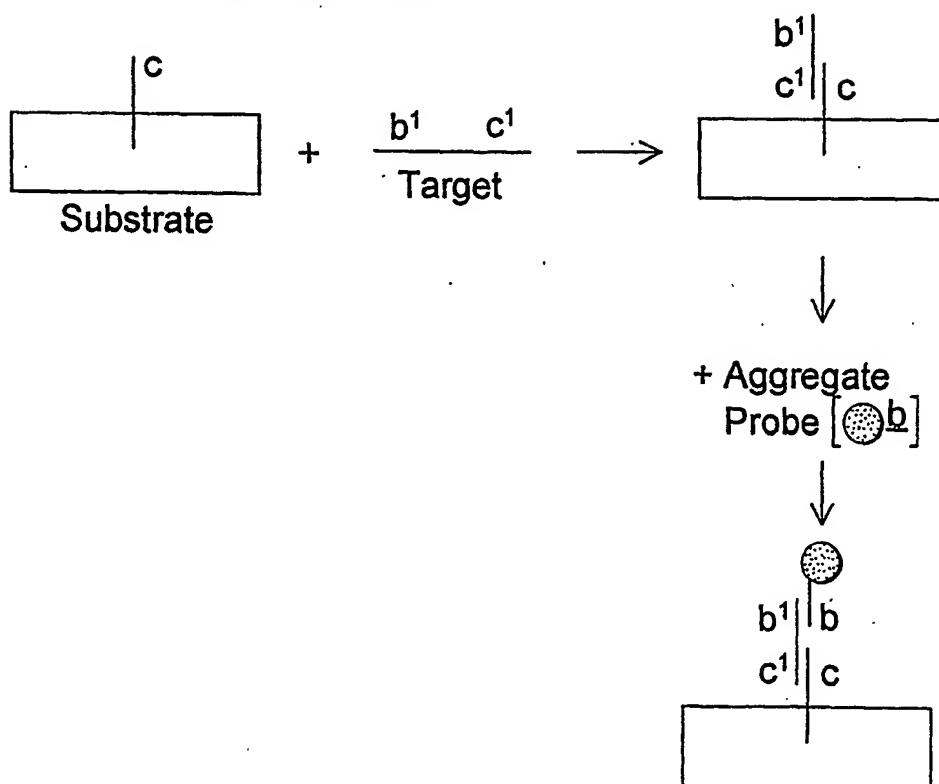 c
+
b¹ c¹
Target
Substrate
b¹
c¹ c
+ Aggregate
Probe [b]
b¹ b
c¹ c